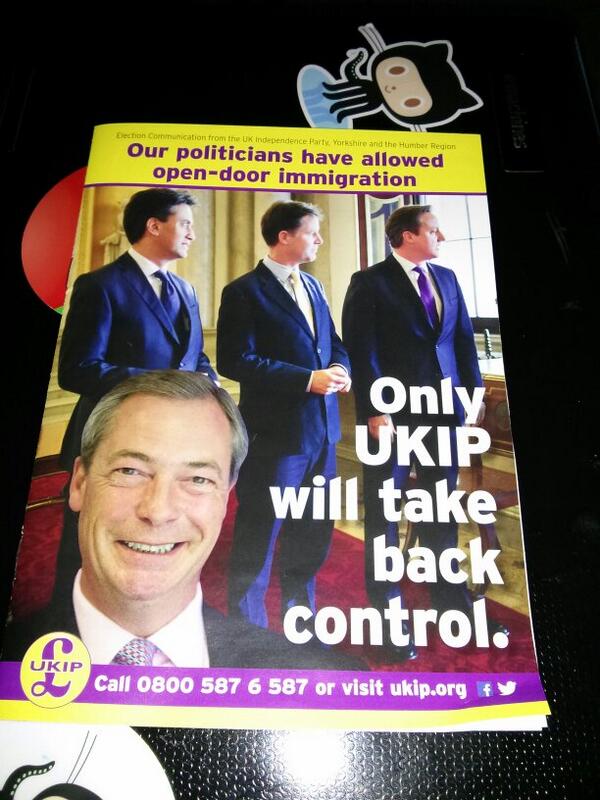 Election Communication from the UK Independence Party, Yorkshire and the Humber Region
Our politicians have allowed
open-door immigration
Only
UKIP
will take
back
control.
UKIP
£
Call 0800 587 6 587 or visit ukip.org